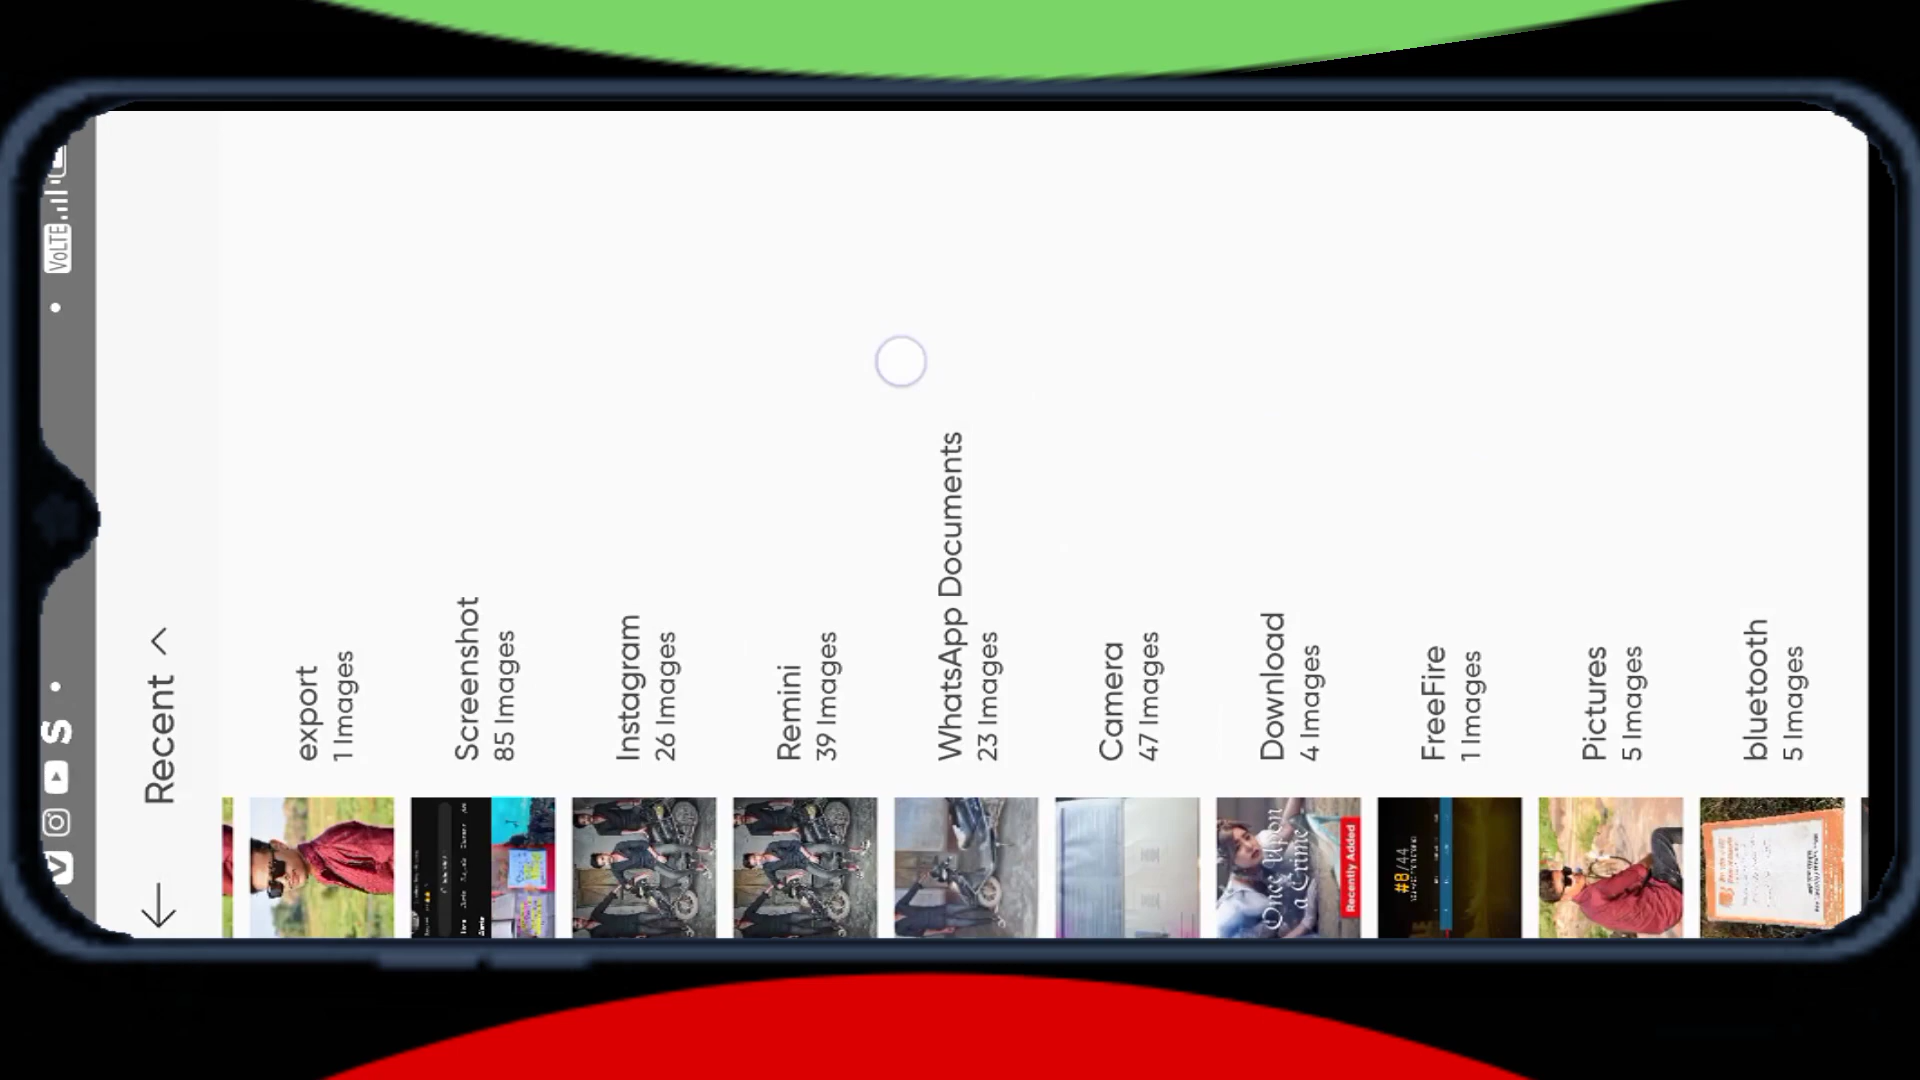 VoLTE
Recent
export
1 Images
Screenshot
85 Images
Instagram
26 Images
Remini
39 Images
WhatsApp Documents
23 Images
Camera
47 Images
Download
4 Images
Once Upon
a Crime
Recently Added
FreeFire
1 Images
#8/44
Pictures
5 Images
bluetooth
5 Images